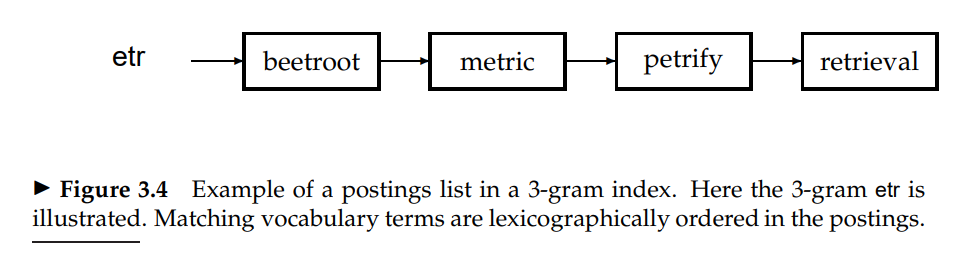 etr beetroot metric petrify retrieval
► Figure 3.4 Example of a postings list in a 3-gram index. Here the 3-gram etr is
illustrated. Matching vocabulary terms are lexicographically ordered in the postings.